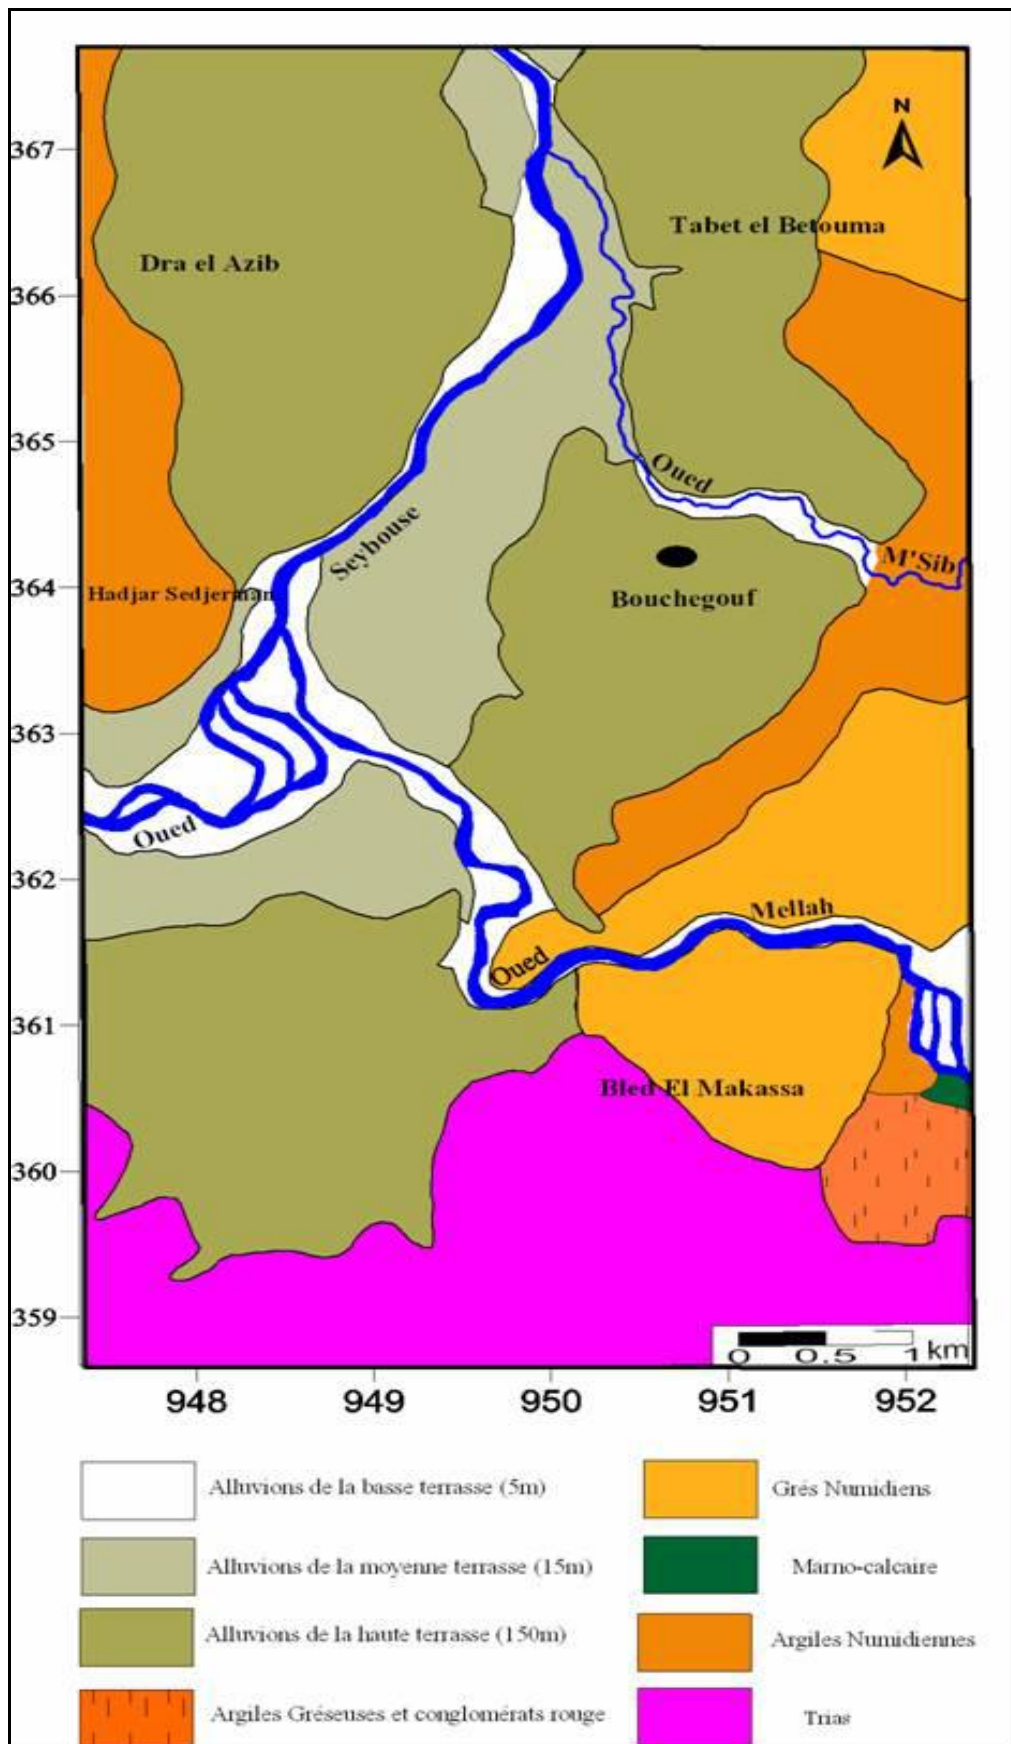 N
367
Tabet el Betouma
Dra el Azib
366
365
Oued
Seybouse
M'Sib
364
Hadjar Sedjerman
Bouchegouf
363
Oued
362
Mellah
Oued
361
Bled El Makassa
360
359
0 0.5 1 km
948 949 950 951 952
Alluvions de la basse terrasse (5m)
Grés Numidiens
Alluvions de la moyenne terrasse (15m)
Marno-calcaire
Alluvions de la haute terrasse (150m)
Argiles Numidiennes
Argiles Gréseuses et conglomérats rouge
Trias